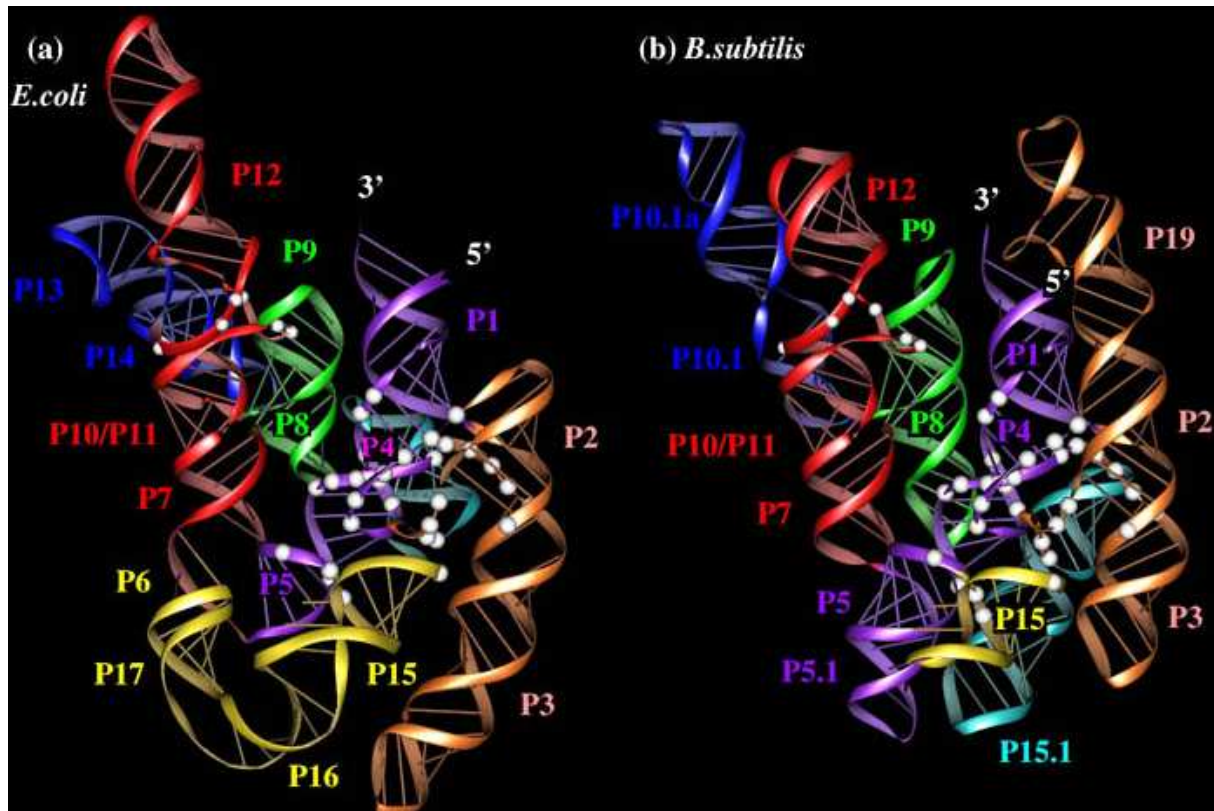 (a)
E.coli
P12
3'
P9
5'
P13
P1
P14
P8
P10/P11
P4
P2
P7
P5
P6
P17
P15
P3
P16
(b) B.subtilis
P12
P10.1a
3'
P9
P19
5'
P10.1
P1
P8
P4
P2
P10/P11
P7
P5
P15
P3
P5.1
P15.1